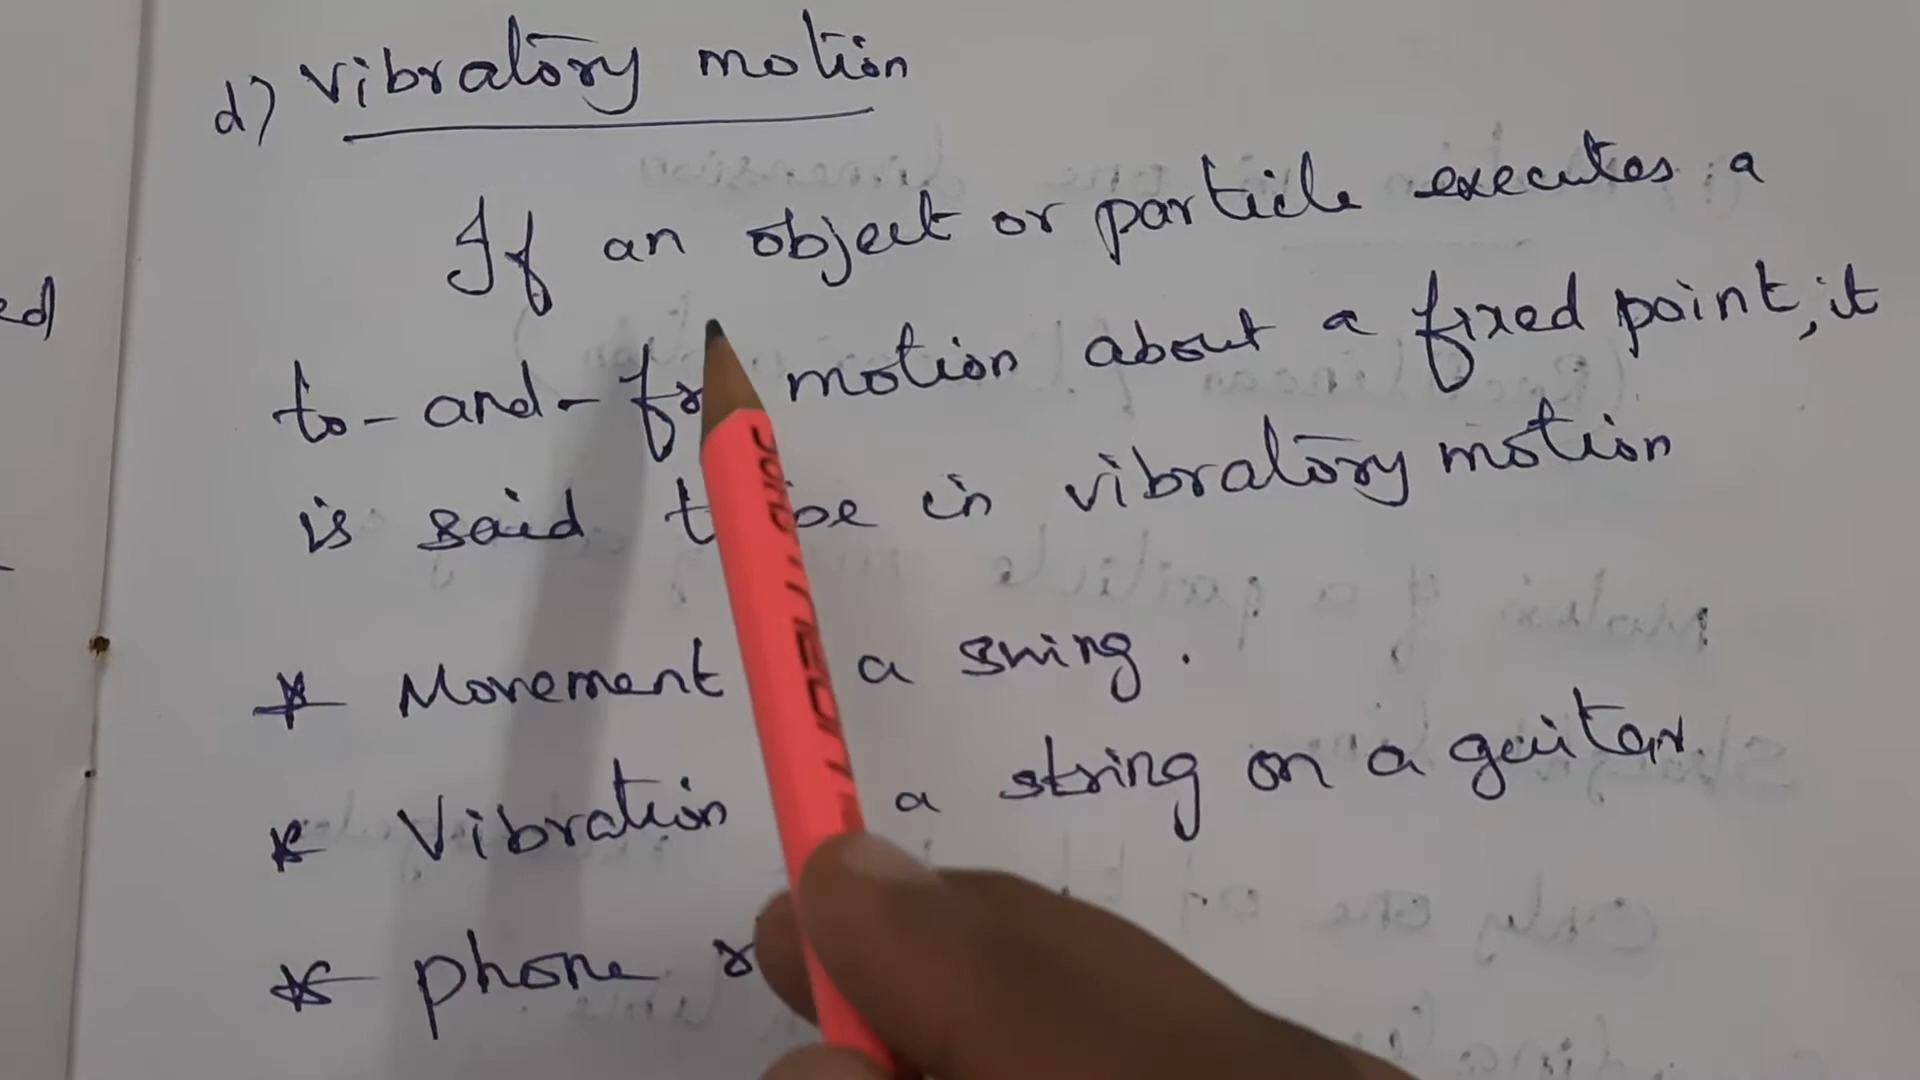 d) Vibratory motion
If an object or particle executes a
to-and-fr motion about a fixed point, it
is said t be in vibratory motion
* Movement a swing.
* Vibration a string on a guitar.
* phone